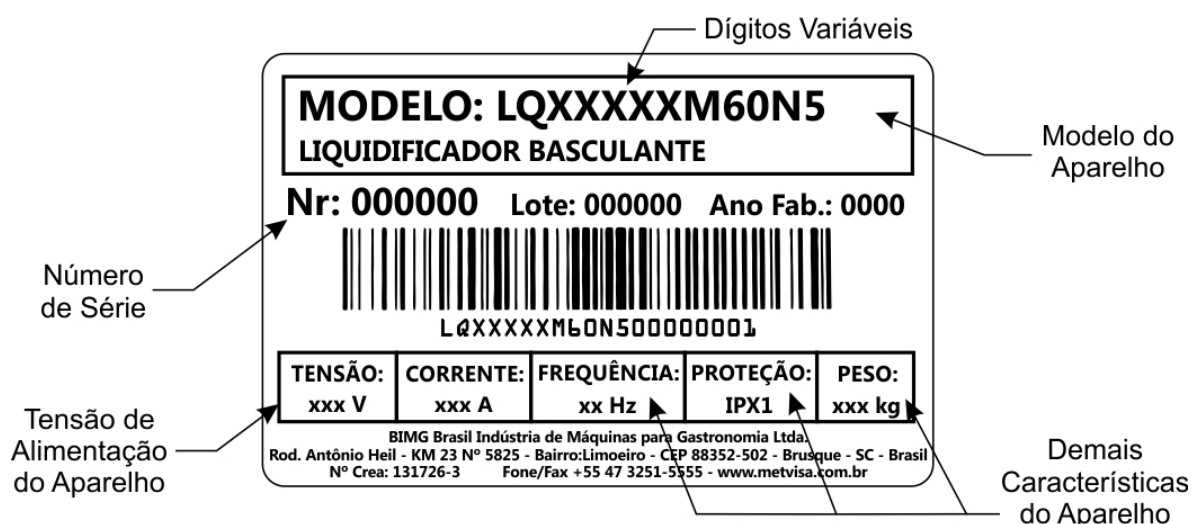 Dígitos Variáveis
MODELO: LQXXXXXM60N5
LIQUIDIFICADOR BASCULANTE
Modelo do
Aparelho
Nr: 000000 Lote: 000000 Ano Fab.: 0000
Número
de Série
LQXXXXXM60N500000001
TENSÃO: CORRENTE: FREQUÊNCIA: PROTEÇÃO: PESO:
xxx V xxx A xx Hz IPX1 xxx kg
Tensão de
Alimentação
do Aparelho
BIMG Brasil Indústria de Máquinas para Gastronomia Ltda.
Rod. Antônio Heil - KM 23 Nº 5825 - Bairro:Limoeiro - CEP 88352-502 - Brusque - SC - Brasil
Nº Crea: 131726-3 Fone/Fax +55 47 3251-5555 - www.metvisa.com.br
Demais
Características
do Aparelho